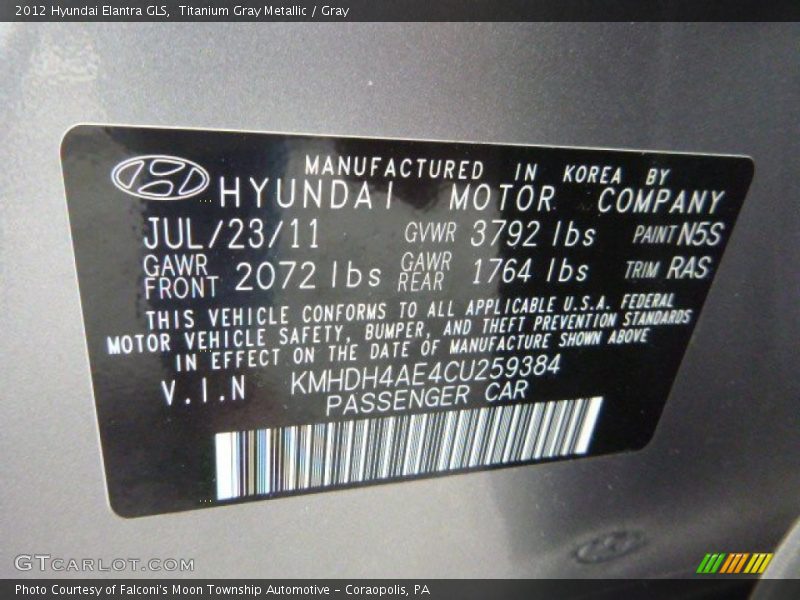 2012 Hyundai Elantra GLS,  Titanium Gray Metallic / Gray
MANUFACTURED IN KOREA BY
HYUNDAI MOTOR COMPANY
JUL/23/11 GVWR 3792 lbs PAINT N5S
GAWR FRONT 2072 lbs GAWR REAR 1764 lbs TRIM RAS
THIS VEHICLE CONFORMS TO ALL APPLICABLE U.S.A. FEDERAL
MOTOR VEHICLE SAFETY, BUMPER, AND THEFT PREVENTION STANDARDS
IN EFFECT ON THE DATE OF MANUFACTURE SHOWN ABOVE
V.I.N KMHDH4AE4CU259384
PASSENGER CAR
GTCARLOT.COM
Photo Courtesy of Falconi's Moon Township Automotive – Coraopolis, PA